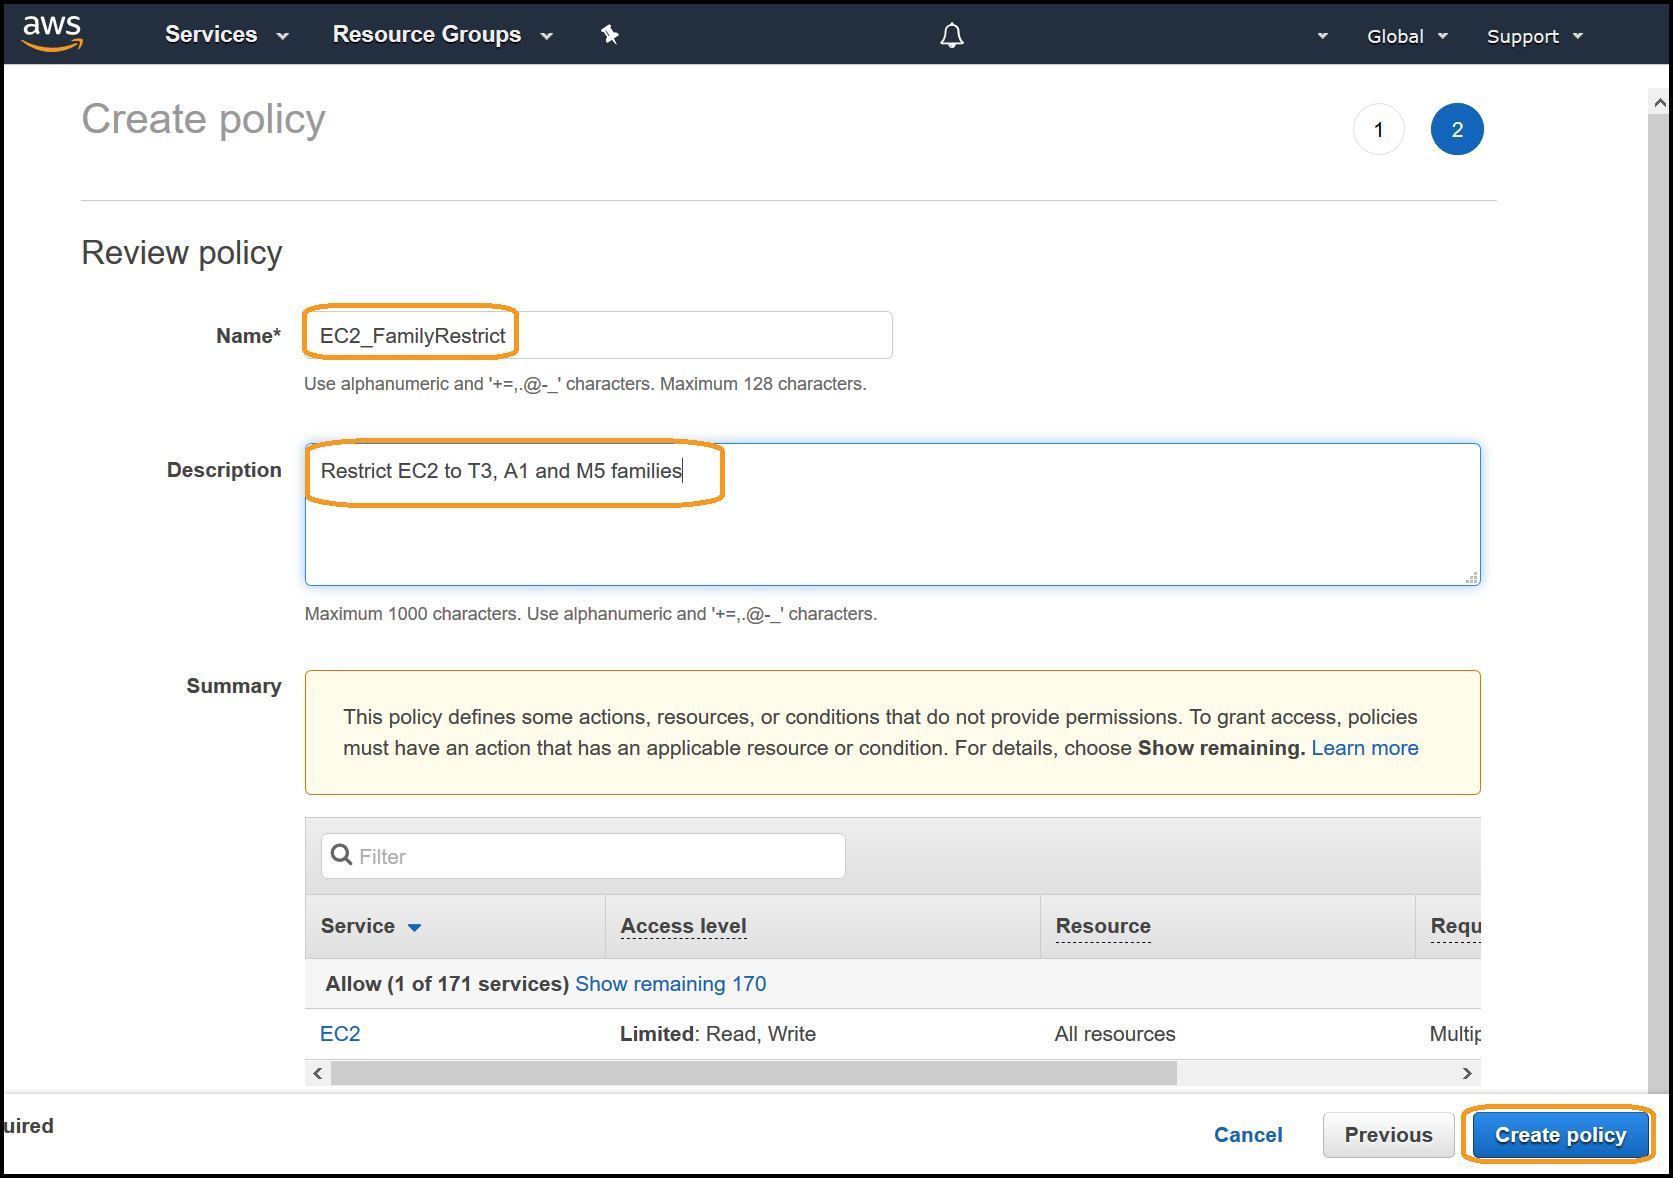 aws
Services
Resource Groups
Global
Support
Create policy
1
2
Review policy
Name*
EC2_FamilyRestrict
Use alphanumeric and '+=,.@-_' characters. Maximum 128 characters.
Description
Restrict EC2 to T3, A1 and M5 families
Maximum 1000 characters. Use alphanumeric and '+=,.@-_' characters.
Summary
This policy defines some actions, resources, or conditions that do not provide permissions. To grant access, policies
must have an action that has an applicable resource or condition. For details, choose Show remaining. Learn more
Filter
Service
Access level
Resource
Requ
Allow (1 of 171 services) Show remaining 170
EC2
Limited: Read, Write
All resources
Multip
uired
Cancel
Previous
Create policy